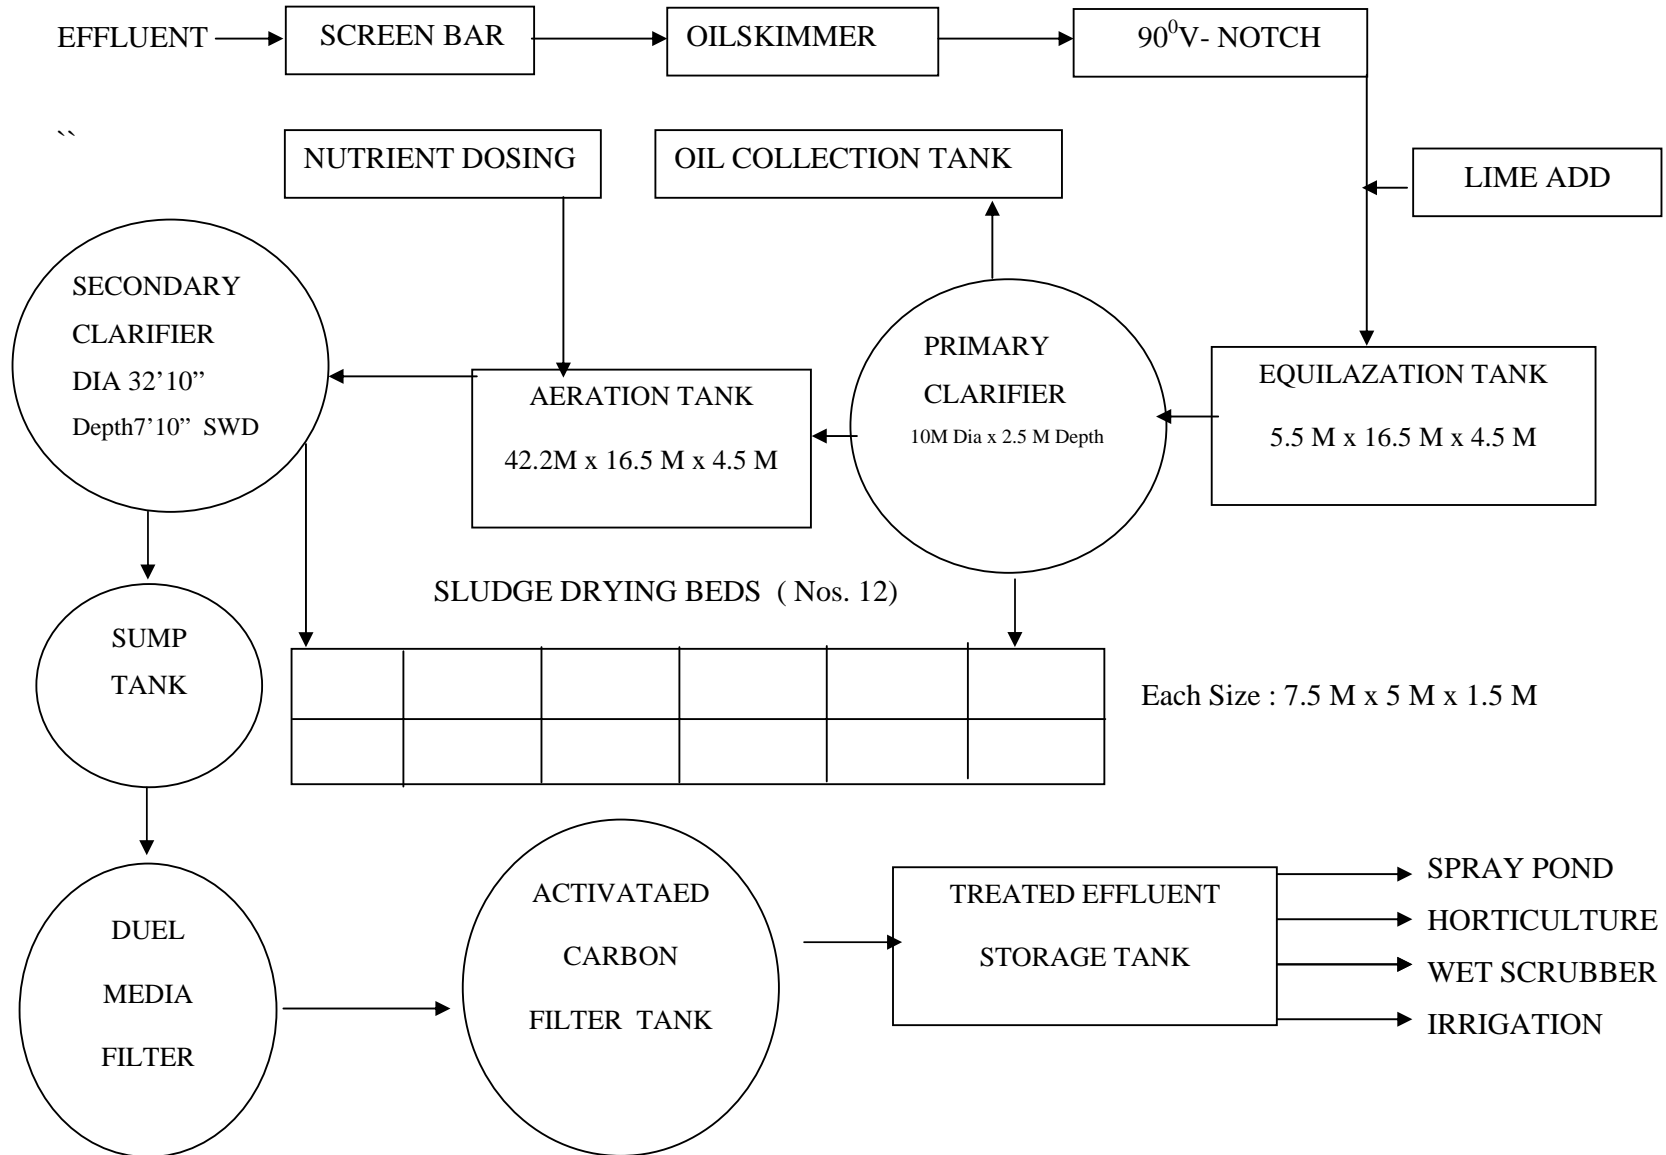 EFFLUENT
SCREEN BAR
OILSKIMMER
90⁰V- NOTCH
``
NUTRIENT DOSING
OIL COLLECTION TANK
LIME ADD
SECONDARY
CLARIFIER
DIA 32’10”
Depth7’10” SWD
AERATION TANK
42.2M x 16.5 M x 4.5 M
PRIMARY
CLARIFIER
10M Dia x 2.5 M Depth
EQUILAZATION TANK
5.5 M x 16.5 M x 4.5 M
SLUDGE DRYING BEDS ( Nos. 12)
SUMP
TANK
Each Size : 7.5 M x 5 M x 1.5 M
DUEL
MEDIA
FILTER
ACTIVATAED
CARBON
FILTER TANK
TREATED EFFLUENT
STORAGE TANK
SPRAY POND
HORTICULTURE
WET SCRUBBER
IRRIGATION